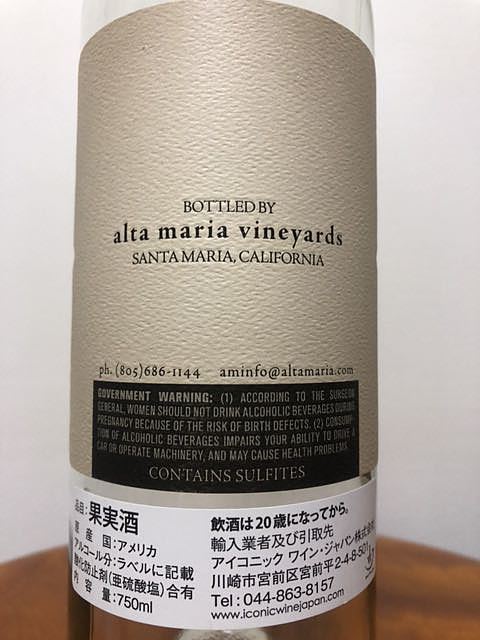 BOTTLED BY
alta maria vineyards
SANTA MARIA, CALIFORNIA
ph. (805)686-1144 aminfo@altamaria.com
GOVERNMENT WARNING: (1) ACCORDING TO THE SURGEON
GENERAL, WOMEN SHOULD NOT DRINK ALCOHOLIC BEVERAGES DURING
PREGNANCY BECAUSE OF THE RISK OF BIRTH DEFECTS. (2) CONSUMP-
TION OF ALCOHOLIC BEVERAGES IMPAIRS YOUR ABILITY TO DRIVE A
CAR OR OPERATE MACHINERY, AND MAY CAUSE HEALTH PROBLEMS.
CONTAINS SULFITES
品目:果実酒
原産国:アメリカ
アルコール分:ラベルに記載
酸化防止剤(亜硫酸塩)含有
内容量:750ml
飲酒は20歳になってから。
輸入業者及び引取先
アイコニック ワイン・ジャパン株式会社
川崎市宮前区宮前平2-4-8-501
Tel : 044-863-8157
www.iconicwinejapan.com